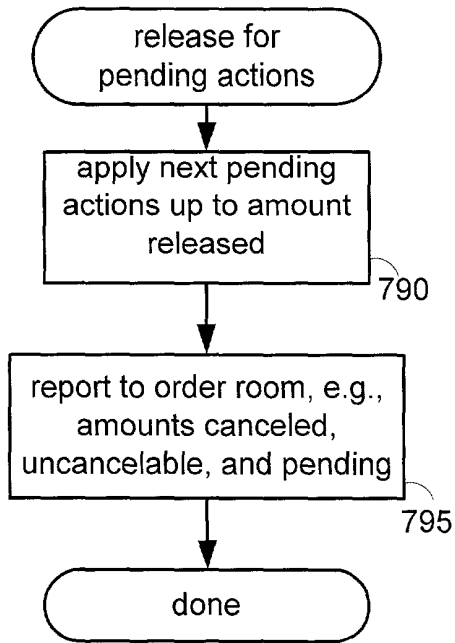 release for
pending actions
apply next pending
actions up to amount
released
790
report to order room, e.g.,
amounts canceled,
uncancelable, and pending
795
done